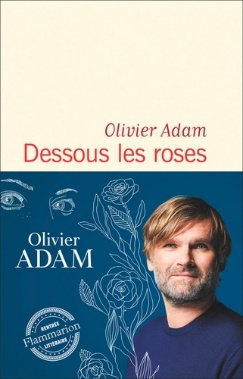 Olivier Adam
Dessous les roses
Olivier
ADAM
RENTRÉE
Flammarion
LITTÉRAIRE